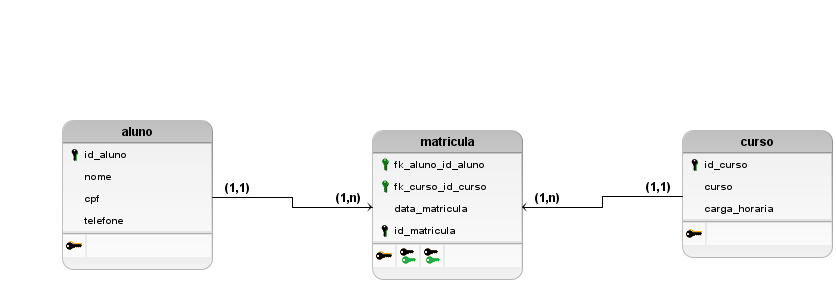 aluno
id_aluno
nome
cpf
telefone
(1,1)
(1,n)
matricula
fk_aluno_id_aluno
fk_curso_id_curso
data_matricula
id_matricula
(1,n)
(1,1)
curso
id_curso
curso
carga_horaria